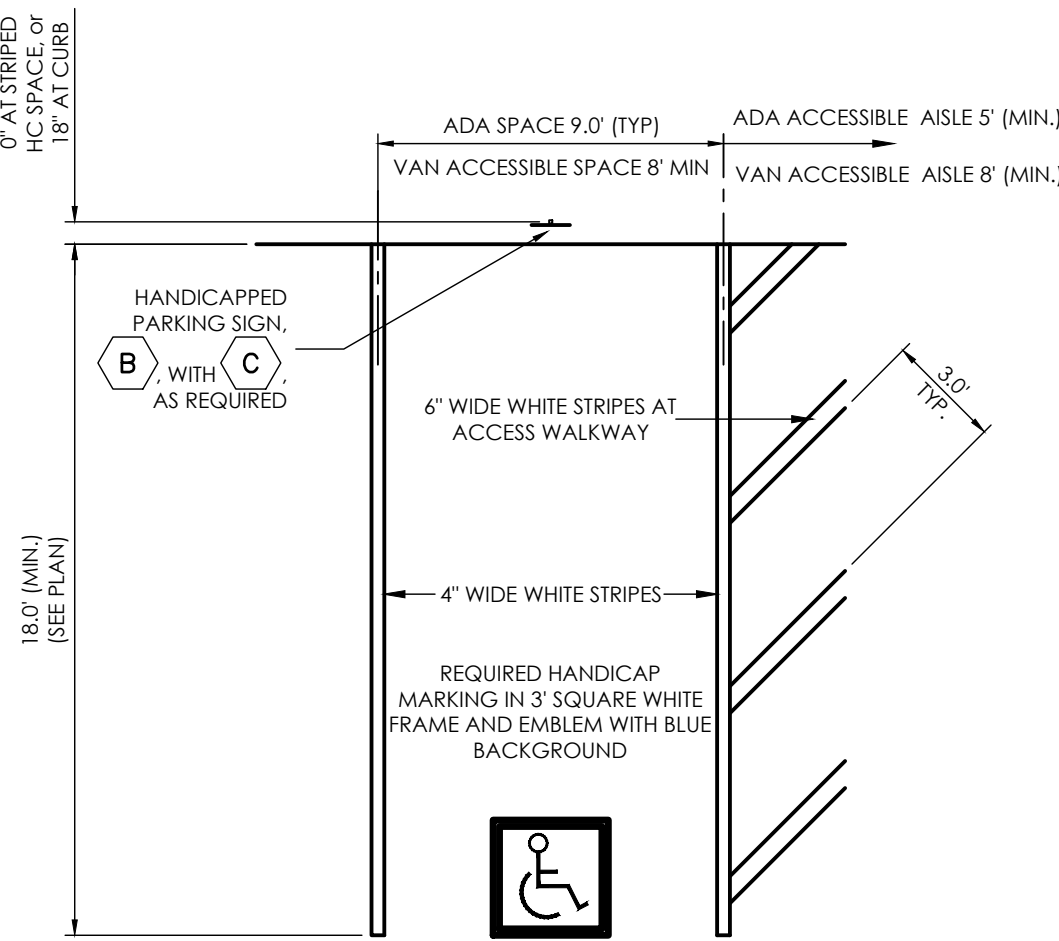 0" AT STRIPED
HC SPACE, or
18" AT CURB
ADA SPACE 9.0' (TYP)
VAN ACCESSIBLE SPACE 8' MIN
ADA ACCESSIBLE AISLE 5' (MIN.)
VAN ACCESSIBLE AISLE 8' (MIN.)
HANDICAPPED
PARKING SIGN,
B, WITH C,
AS REQUIRED
3.0'
TYP.
6" WIDE WHITE STRIPES AT
ACCESS WALKWAY
18.0' (MIN.)
(SEE PLAN)
4" WIDE WHITE STRIPES
REQUIRED HANDICAP
MARKING IN 3' SQUARE WHITE
FRAME AND EMBLEM WITH BLUE
BACKGROUND